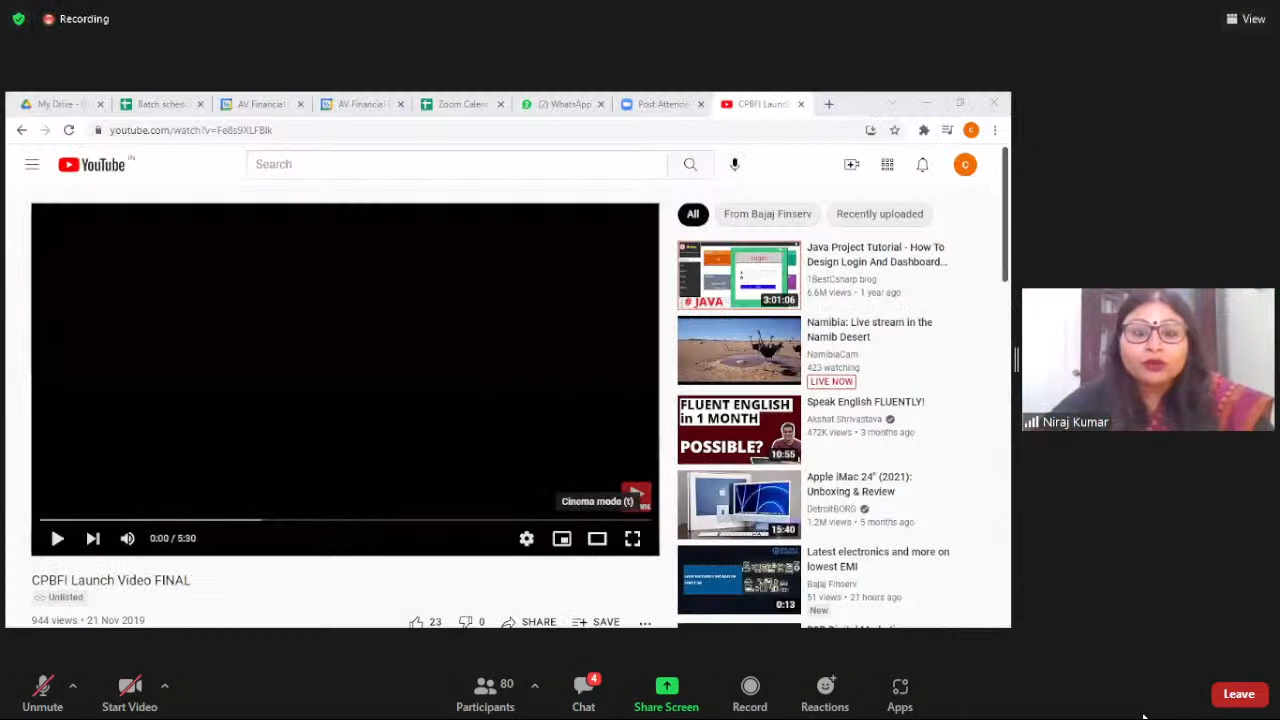 Recording
View
My Drive -
Batch sched
AV Financial
AV-Financial
Zoom Calend
(2) WhatsApp
Post Attende
CPBFI Launc
youtube.com/watch?v=Fe8s9XLFBlk
YouTube IN
Search
C
C
Cinema mode (t)
0:00 / 5:30
CPBFI Launch Video FINAL
Unlisted
944 views • 21 Nov 2019
23
0
SHARE
SAVE
All
From Bajaj Finserv
Recently uploaded
Login
# JAVA
3:01:06
Java Project Tutorial - How To
Design Login And Dashboard...
1BestCsharp blog
6.6M views • 1 year ago
Namibia: Live stream in the
Namib Desert
NamibiaCam
423 watching
LIVE NOW
FLUENT ENGLISH
in 1 MONTH
POSSIBLE?
10:55
Speak English FLUENTLY!
Akshat Shrivastava
472K views • 3 months ago
15:40
Apple iMac 24" (2021):
Unboxing & Review
DetroitBORG
1.2M views • 5 months ago
0:13
Latest electronics and more on
lowest EMI
Bajaj Finserv
51 views • 21 hours ago
New
Niraj Kumar
Unmute
Start Video
80
Participants
4
Chat
Share Screen
Record
Reactions
Apps
Leave